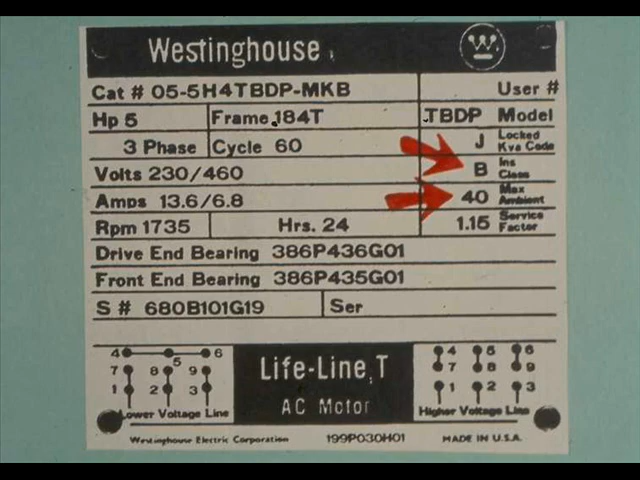 Westinghouse
Cat # 05-5H4TBDP-MKB User #
Hp 5 Frame 184T TBDP Model
3 Phase Cycle 60 J Locked Kva Code
Volts 230/460 B Ins Class
Amps 13.6/6.8 40 Max Ambient
Rpm 1735 Hrs. 24 1.15 Service Factor
Drive End Bearing 386P436G01
Front End Bearing 386P435G01
S # 680B101G19 Ser
4 5 6
7 8 9
1 2 3
Lower Voltage Line
Life-Line, T
AC Motor
4 5 6
7 8 9
1 2 3
Higher Voltage Line
Westinghouse Electric Corporation 199P030H01 MADE IN U.S.A.